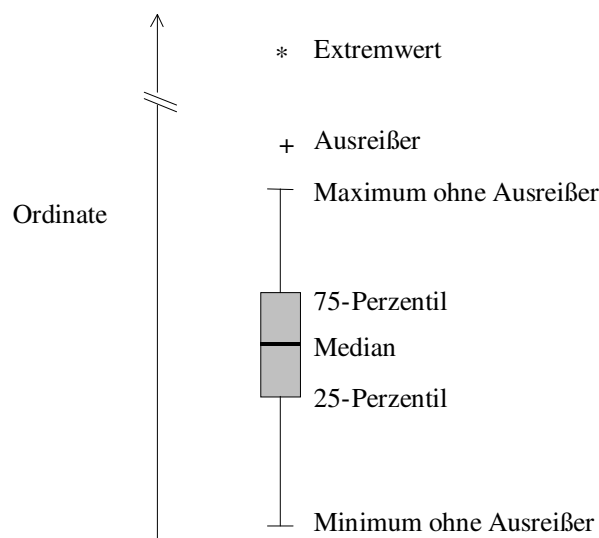 * Extremwert
+ Ausreißer
Maximum ohne Ausreißer
Ordinate
75-Perzentil
Median
25-Perzentil
Minimum ohne Ausreißer